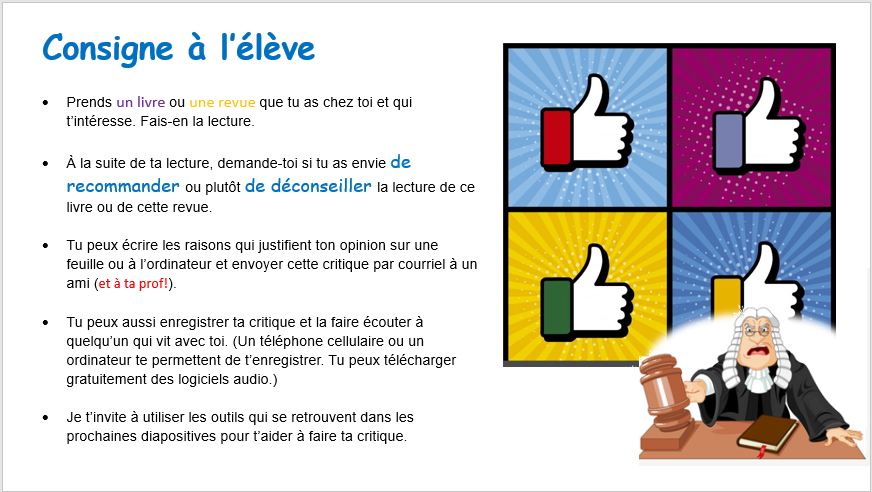 Consigne à l'élève
• Prends un livre ou une revue que tu as chez toi et qui
t'intéresse. Fais-en la lecture.
• À la suite de ta lecture, demande-toi si tu as envie de
recommander ou plutôt de déconseiller la lecture de ce
livre ou de cette revue.
• Tu peux écrire les raisons qui justifient ton opinion sur une
feuille ou à l'ordinateur et envoyer cette critique par courriel à un
ami (et à ta prof!).
• Tu peux aussi enregistrer ta critique et la faire écouter à
quelqu'un qui vit avec toi. (Un téléphone cellulaire ou un
ordinateur te permettent de t'enregistrer. Tu peux télécharger
gratuitement des logiciels audio.)
• Je t'invite à utiliser les outils qui se retrouvent dans les
prochaines diapositives pour t'aider à faire ta critique.